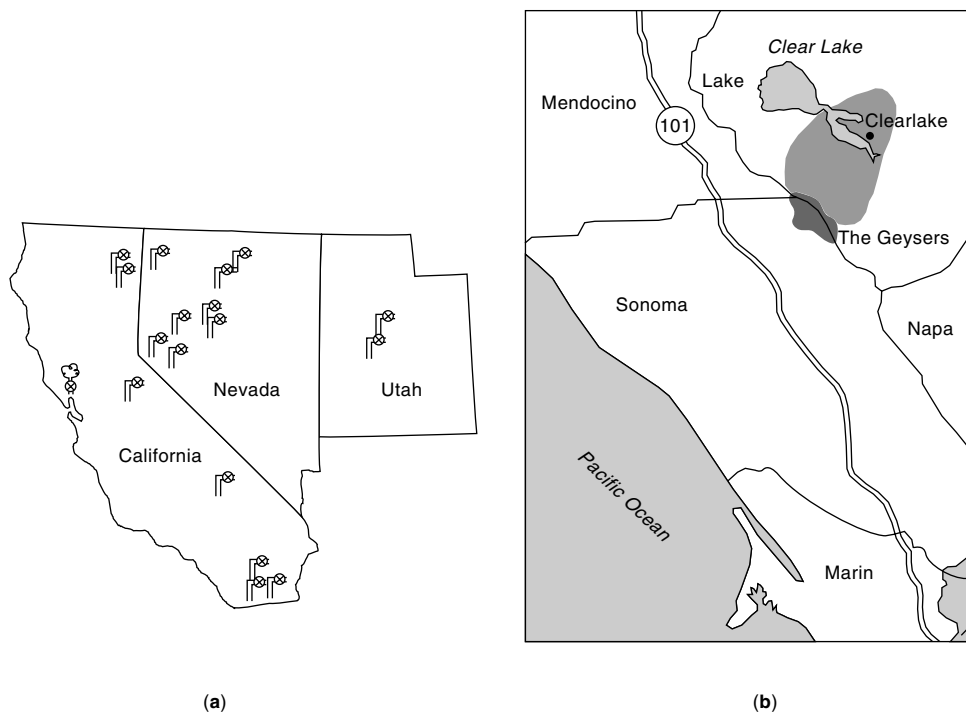 Nevada
Utah
California
(a)
Clear Lake
Lake
Mendocino
Clearlake
101
The Geysers
Sonoma
Napa
Pacific Ocean
Marin
(b)